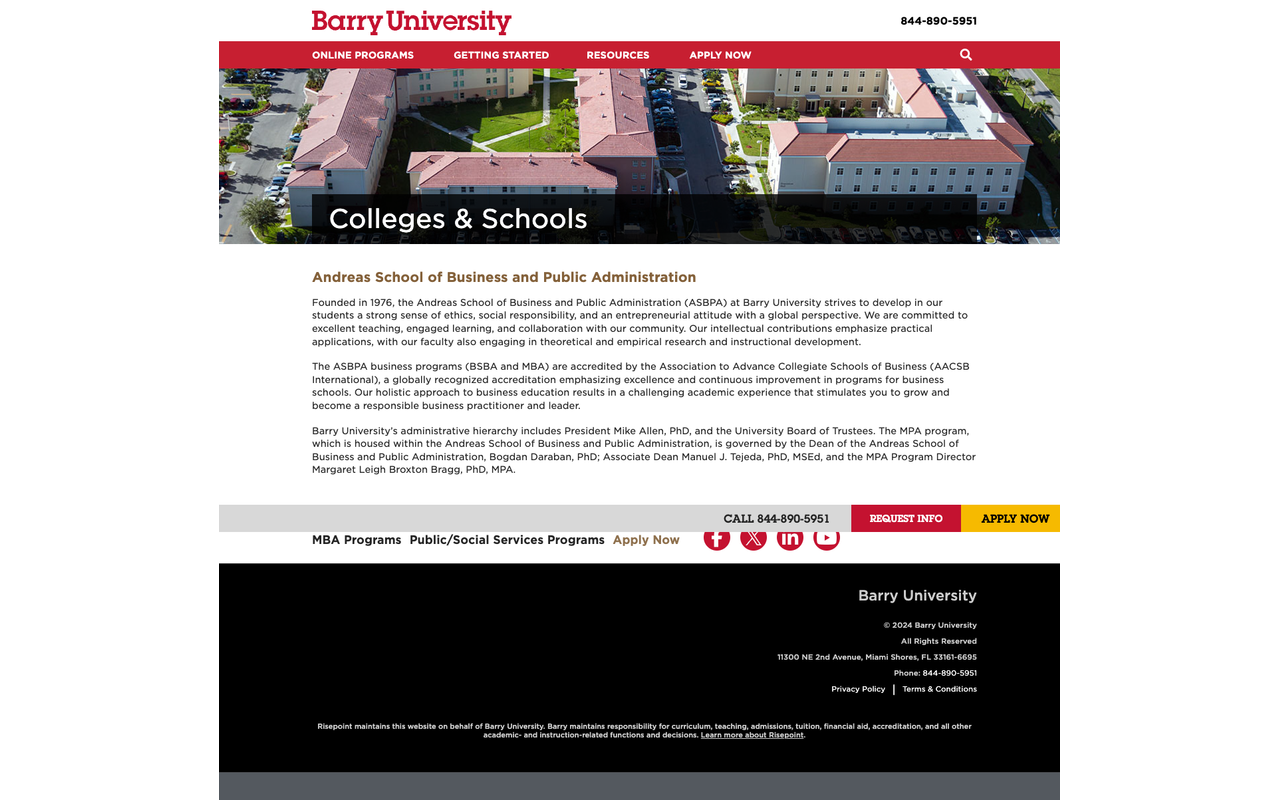 Barry University
844-890-5951
ONLINE PROGRAMS GETTING STARTED RESOURCES APPLY NOW
Colleges & Schools
Andreas School of Business and Public Administration
Founded in 1976, the Andreas School of Business and Public Administration (ASBPA) at Barry University strives to develop in our
students a strong sense of ethics, social responsibility, and an entrepreneurial attitude with a global perspective. We are committed to
excellent teaching, engaged learning, and collaboration with our community. Our intellectual contributions emphasize practical
applications, with our faculty also engaging in theoretical and empirical research and instructional development.
The ASBPA business programs (BSBA and MBA) are accredited by the Association to Advance Collegiate Schools of Business (AACSB
International), a globally recognized accreditation emphasizing excellence and continuous improvement in programs for business
schools. Our holistic approach to business education results in a challenging academic experience that stimulates you to grow and
become a responsible business practitioner and leader.
Barry University's administrative hierarchy includes President Mike Allen, PhD, and the University Board of Trustees. The MPA program,
which is housed within the Andreas School of Business and Public Administration, is governed by the Dean of the Andreas School of
Business and Public Administration, Bogdan Daraban, PhD; Associate Dean Manuel J. Tejeda, PhD, MSEd, and the MPA Program Director
Margaret Leigh Broxton Bragg, PhD, MPA.
CALL 844-890-5951 REQUEST INFO APPLY NOW
MBA Programs Public/Social Services Programs Apply Now
Barry University
© 2024 Barry University
All Rights Reserved
11300 NE 2nd Avenue, Miami Shores, FL 33161-6695
Phone: 844-890-5951
Privacy Policy | Terms & Conditions
Risepoint maintains this website on behalf of Barry University. Barry maintains responsibility for curriculum, teaching, admissions, tuition, financial aid, accreditation, and all other
academic- and instruction-related functions and decisions. Learn more about Risepoint.